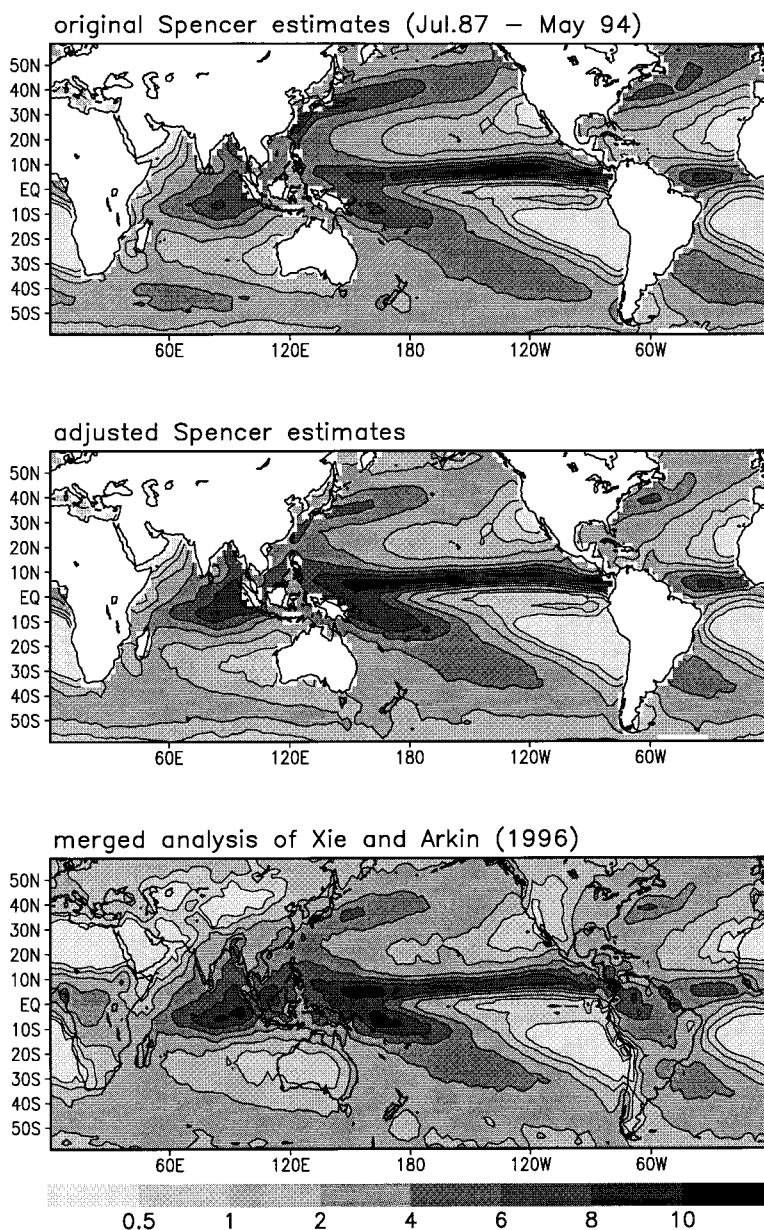 original Spencer estimates (Jul.87 – May 94)
50N
40N
30N
20N
10N
EQ
10S
20S
30S
40S
50S
60E 120E 180 120W 60W
adjusted Spencer estimates
50N
40N
30N
20N
10N
EQ
10S
20S
30S
40S
50S
60E 120E 180 120W 60W
merged analysis of Xie and Arkin (1996)
50N
40N
30N
20N
10N
EQ
10S
20S
30S
40S
50S
60E 120E 180 120W 60W
0.5 1 2 4 6 8 10